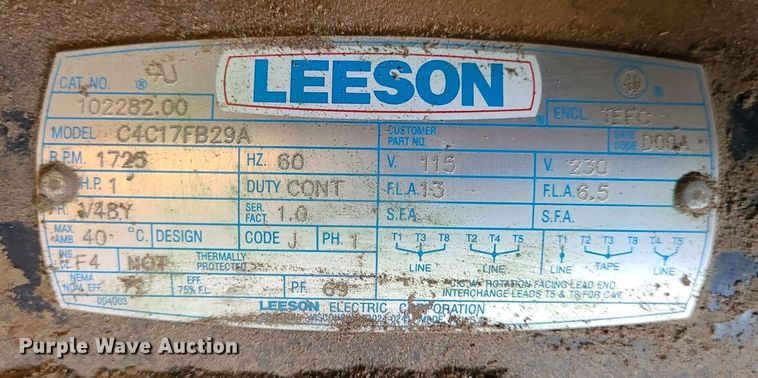 LEESON
CAT. NO. 102282.00
ENCL. TEFC
MODEL C4C17FB29A
CUSTOMER PART NO.
DATE CODE D00A
R.P.M. 1725 HZ. 60 V. 115 V. 230
H.P. 1 DUTY CONT F.L.A. 13 F.L.A. 6.5
FR. V48Y SER. FACT. 1.0 S.F.A. S.F.A.
MAX. AMB. 40 °C. DESIGN CODE J PH. 1
T1 T3 T8 T4 T5 T1 T3 T8 T4 T5
LINE LINE LINE TAPE LINE
INS. F4 NOT THERMALLY PROTECTED
NEMA NOM. EFF. EFF. 75% F.L. P.F. 69
ROTATION FACING LEAD END.
INTERCHANGE LEADS T5 & T8 FOR C.W.
004003
LEESON ELECTRIC CORPORATION
Purple Wave Auction